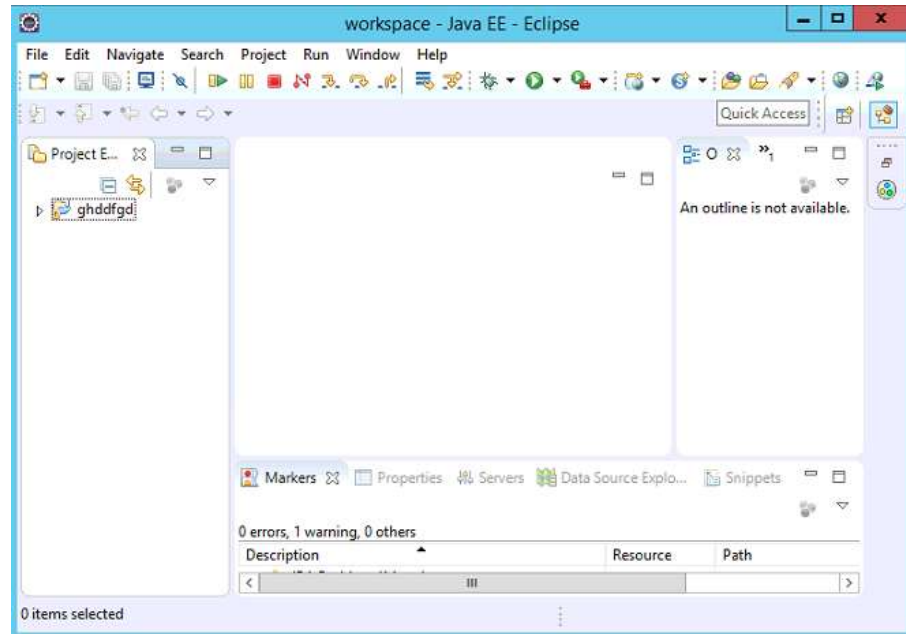 workspace - Java EE - Eclipse
File Edit Navigate Search Project Run Window Help
Quick Access
Project E...
ghddfgd
O
»1
An outline is not available.
Markers Properties Servers Data Source Explo... Snippets
0 errors, 1 warning, 0 others
Description Resource Path
0 items selected